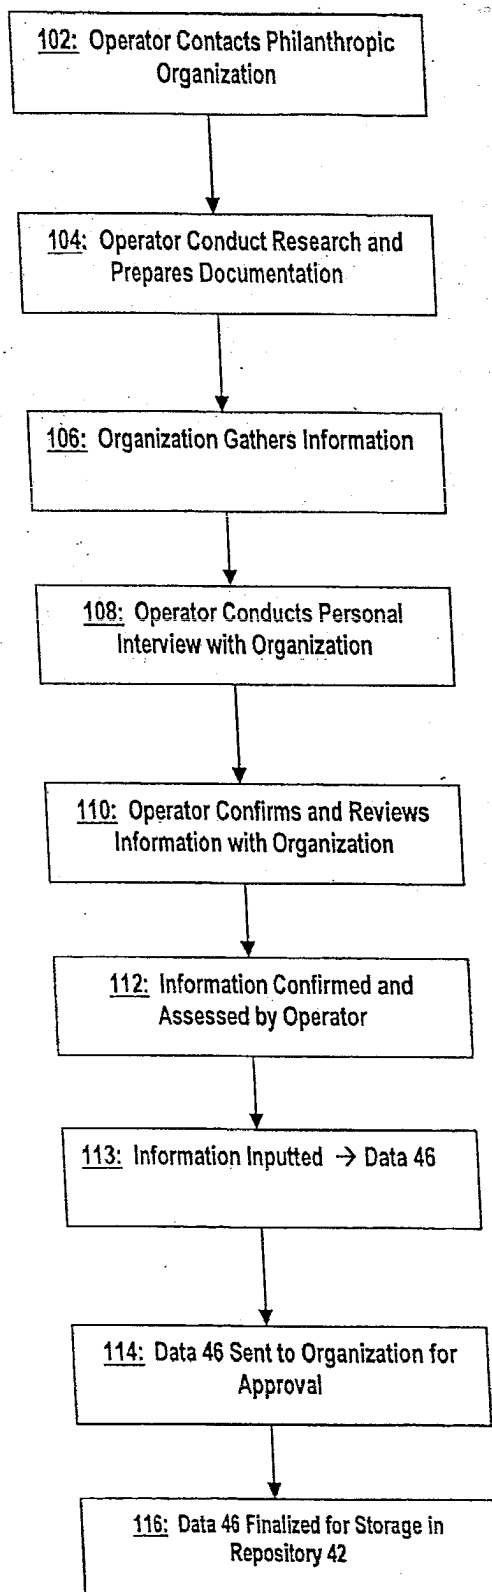 102: Operator Contacts Philanthropic
Organization
104: Operator Conduct Research and
Prepares Documentation
106: Organization Gathers Information
108: Operator Conducts Personal
Interview with Organization
110: Operator Confirms and Reviews
Information with Organization
112: Information Confirmed and
Assessed by Operator
113: Information Inputted → Data 46
114: Data 46 Sent to Organization for
Approval
116: Data 46 Finalized for Storage in
Repository 42